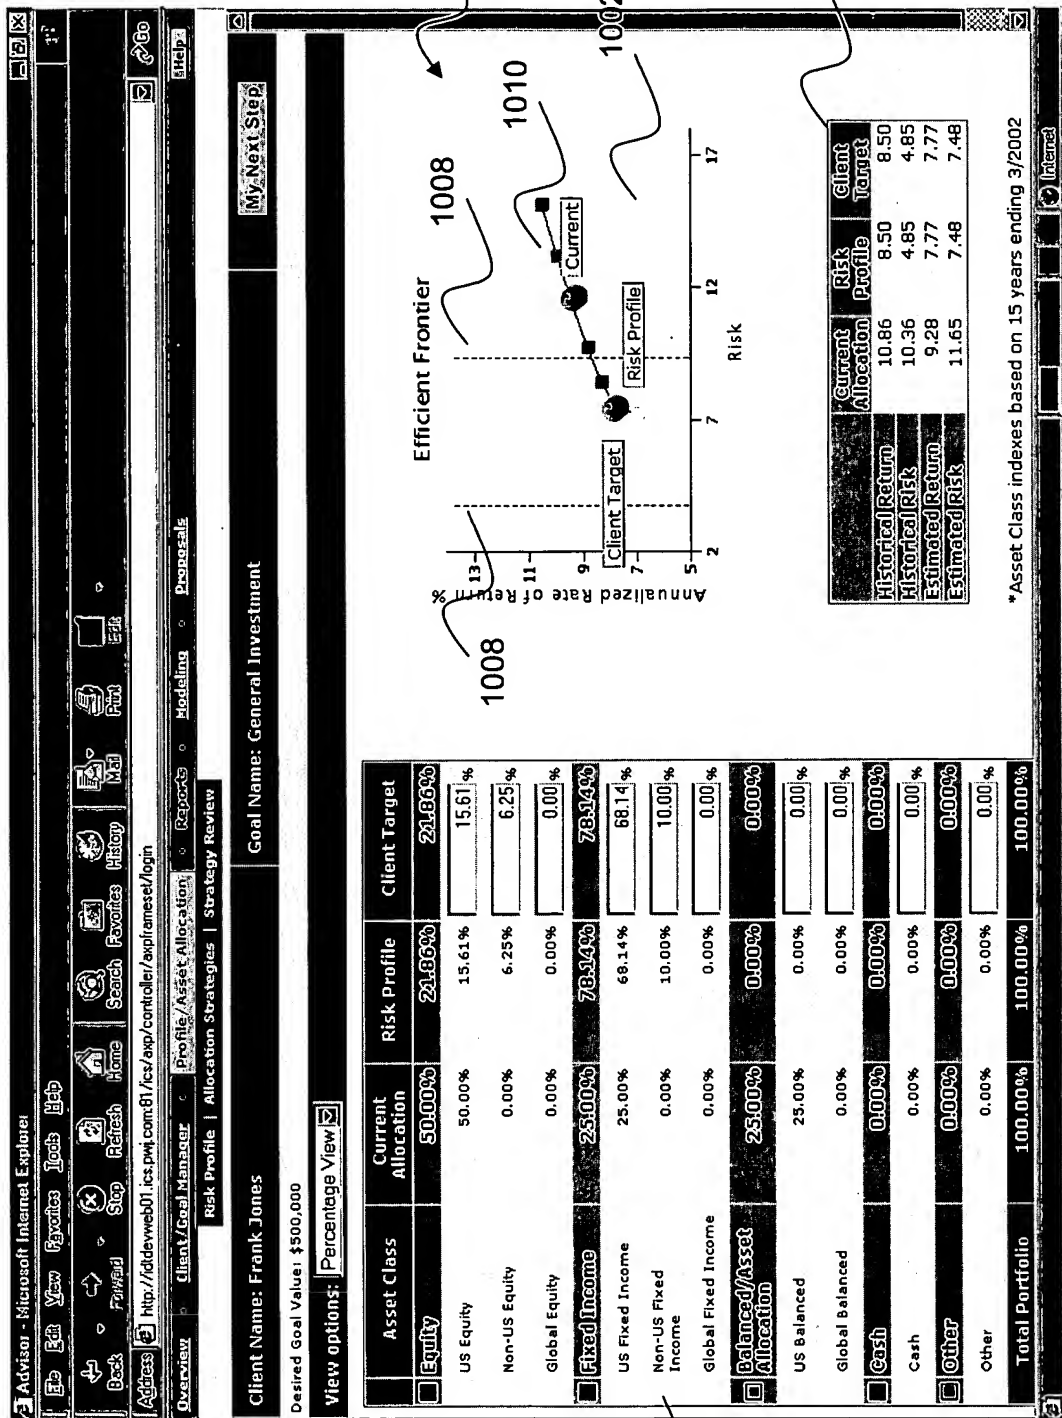 Advisor - Microsoft Internet Explorer
File Edit View Favorites Tools Help
Back Forward Stop Refresh Home Search Favorites History Mail Print Edit
Address http://idtdevweb01.ics.pwj.com:81/ics/axp/controller/axpframeset/login Go
Overview Client/Goal Manager Profile/Asset Allocation Reports Modeling Proposals Help
Risk Profile | Allocation Strategies | Strategy Review
Client Name: Frank Jones Goal Name: General Investment My Next Step
Desired Goal Value: $500,000
View options: Percentage View
Asset Class Current Allocation Risk Profile Client Target
Equity 50.00% 21.86% 21.86%
US Equity 50.00% 15.61% 15.61 %
Non-US Equity 0.00% 6.25% 6.25 %
Global Equity 0.00% 0.00% 0.00 %
Fixed Income 25.00% 78.14% 78.14%
US Fixed Income 25.00% 68.14% 68.14 %
Non-US Fixed Income 0.00% 10.00% 10.00 %
Global Fixed Income 0.00% 0.00% 0.00 %
Balanced/Asset Allocation 25.00% 0.00% 0.00%
US Balanced 25.00% 0.00% 0.00 %
Global Balanced 0.00% 0.00% 0.00 %
Cash 0.00% 0.00% 0.00%
Cash 0.00% 0.00% 0.00 %
Other 0.00% 0.00% 0.00%
Other 0.00% 0.00% 0.00 %
Total Portfolio 100.00% 100.00% 100.00%
1008
1008
1010
1002
Efficient Frontier
Annualized Rate of Return %
13
11
9
7
5
2 7 12 17
Risk
Client Target
Risk Profile
Current
Current Allocation Risk Profile Client Target
Historical Return 10.86 8.50 8.50
Historical Risk 10.36 4.85 4.85
Estimated Return 9.28 7.77 7.77
Estimated Risk 11.65 7.48 7.48
*Asset Class indexes based on 15 years ending 3/2002
Internet